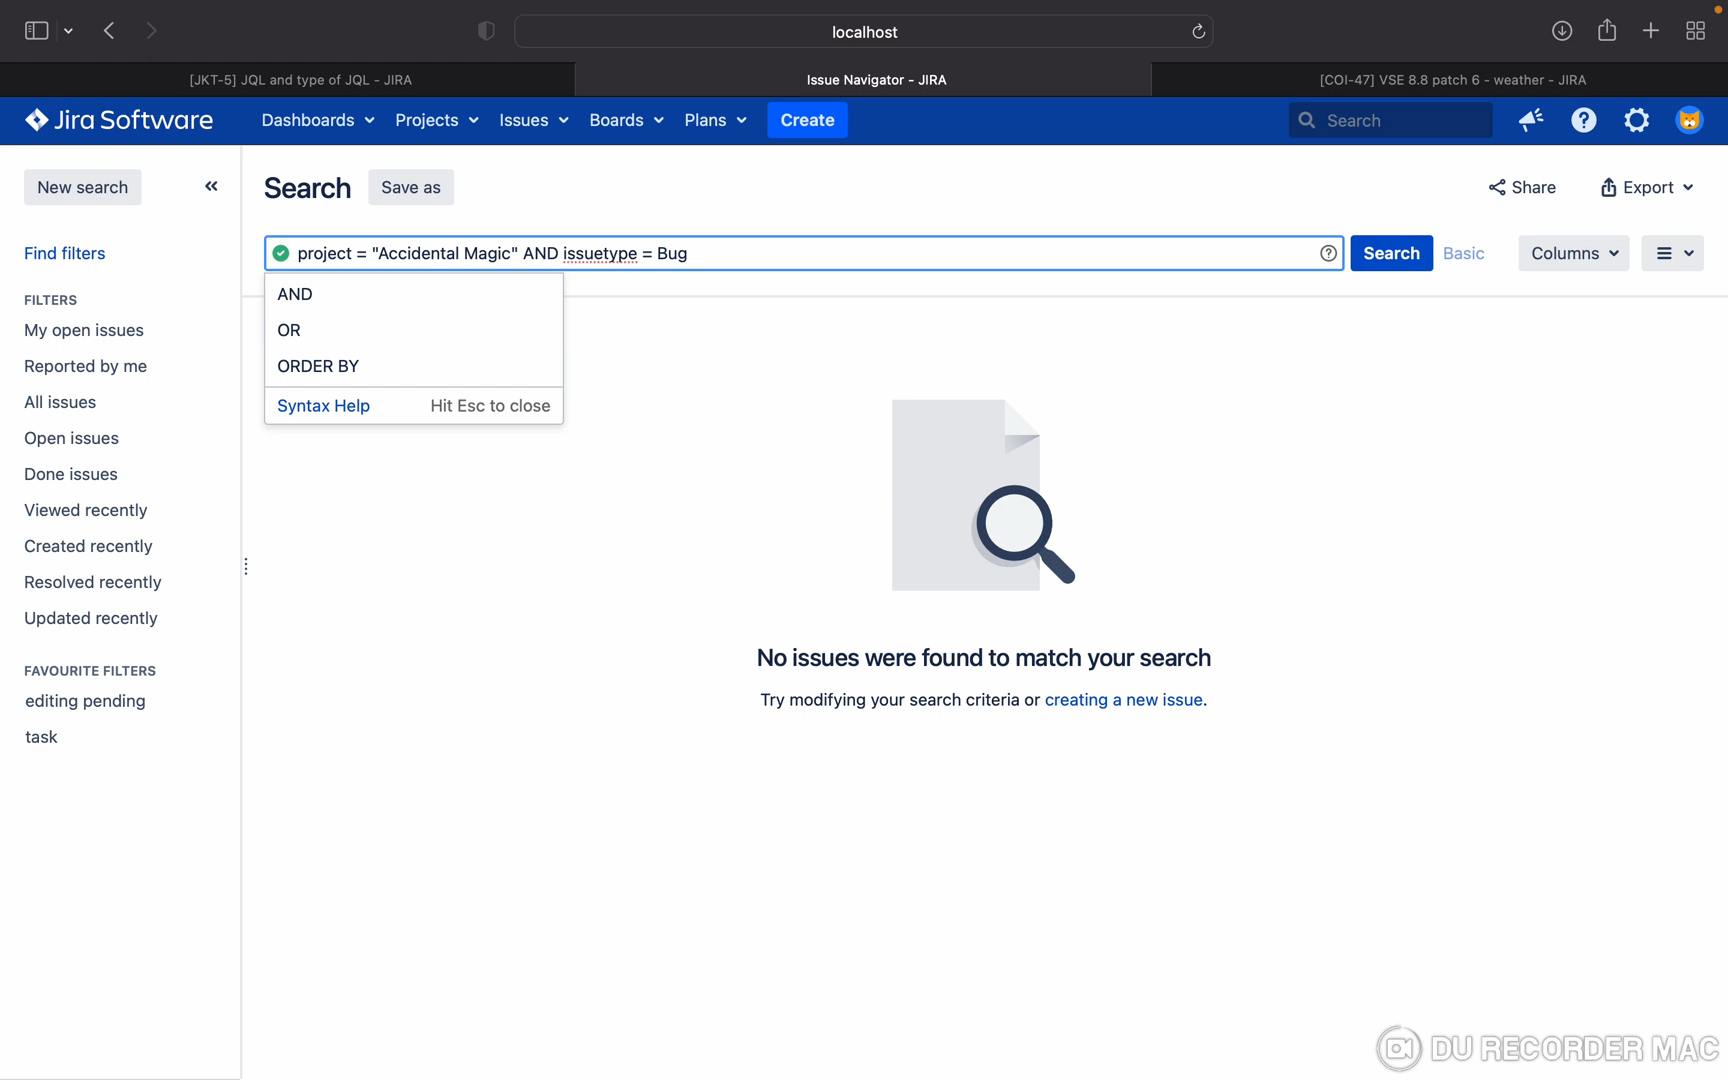 localhost
[JKT-5] JQL and type of JQL - JIRA
Issue Navigator - JIRA
[COI-47] VSE 8.8 patch 6 - weather - JIRA
Jira Software
Dashboards
Projects
Issues
Boards
Plans
Create
Search
New search
Search
Save as
Share
Export
Find filters
project = "Accidental Magic" AND issuetype = Bug
Search
Basic
Columns
AND
OR
ORDER BY
Syntax Help
Hit Esc to close
FILTERS
My open issues
Reported by me
All issues
Open issues
Done issues
Viewed recently
Created recently
Resolved recently
Updated recently
FAVOURITE FILTERS
editing pending
task
No issues were found to match your search
Try modifying your search criteria or creating a new issue.
DU RECORDER MAC